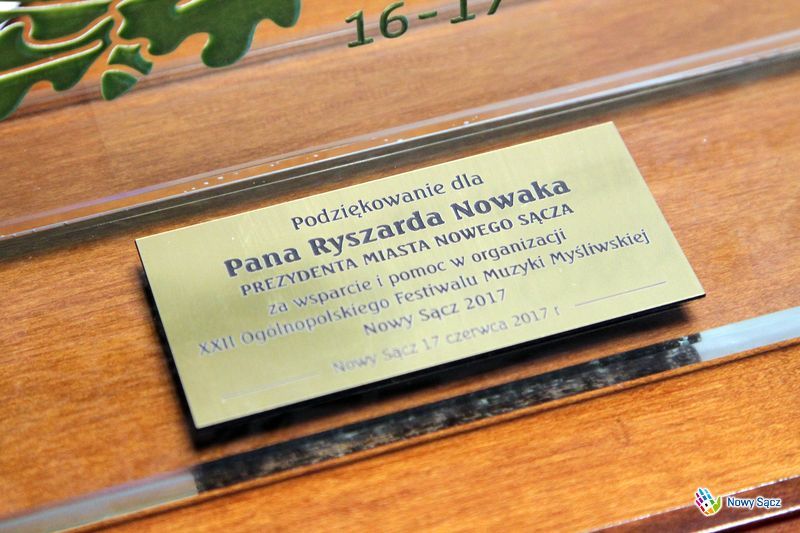 16-17
Podziękowanie dla
Pana Ryszarda Nowaka
PREZYDENTA MIASTA NOWEGO SĄCZA
za wsparcie i pomoc w organizacji
XXII Ogólnopolskiego Festiwalu Muzyki Myśliwskiej
Nowy Sącz 2017
Nowy Sącz 17 czerwca 2017 r
Nowy Sącz